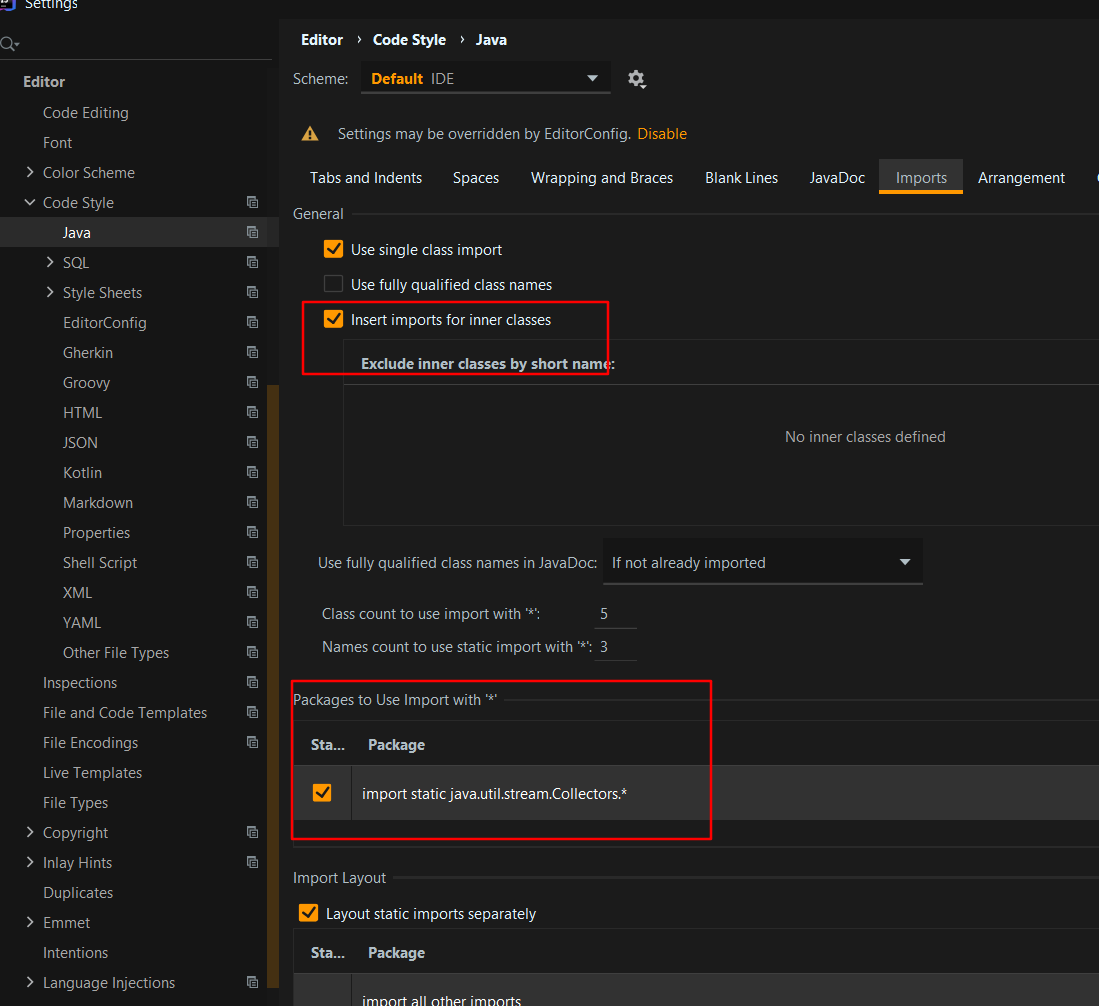 Settings
Editor
Code Editing
Font
Color Scheme
Code Style
Java
SQL
Style Sheets
EditorConfig
Gherkin
Groovy
HTML
JSON
Kotlin
Markdown
Properties
Shell Script
XML
YAML
Other File Types
Inspections
File and Code Templates
File Encodings
Live Templates
File Types
Copyright
Inlay Hints
Duplicates
Emmet
Intentions
Language Injections
Editor › Code Style › Java
Scheme: Default IDE
Settings may be overridden by EditorConfig. Disable
Tabs and Indents Spaces Wrapping and Braces Blank Lines JavaDoc Imports Arrangement
General
Use single class import
Use fully qualified class names
Insert imports for inner classes
Exclude inner classes by short name:
No inner classes defined
Use fully qualified class names in JavaDoc: If not already imported
Class count to use import with '*': 5
Names count to use static import with '*': 3
Packages to Use Import with '*'
Sta... Package
import static java.util.stream.Collectors.*
Import Layout
Layout static imports separately
Sta... Package
import all other imports